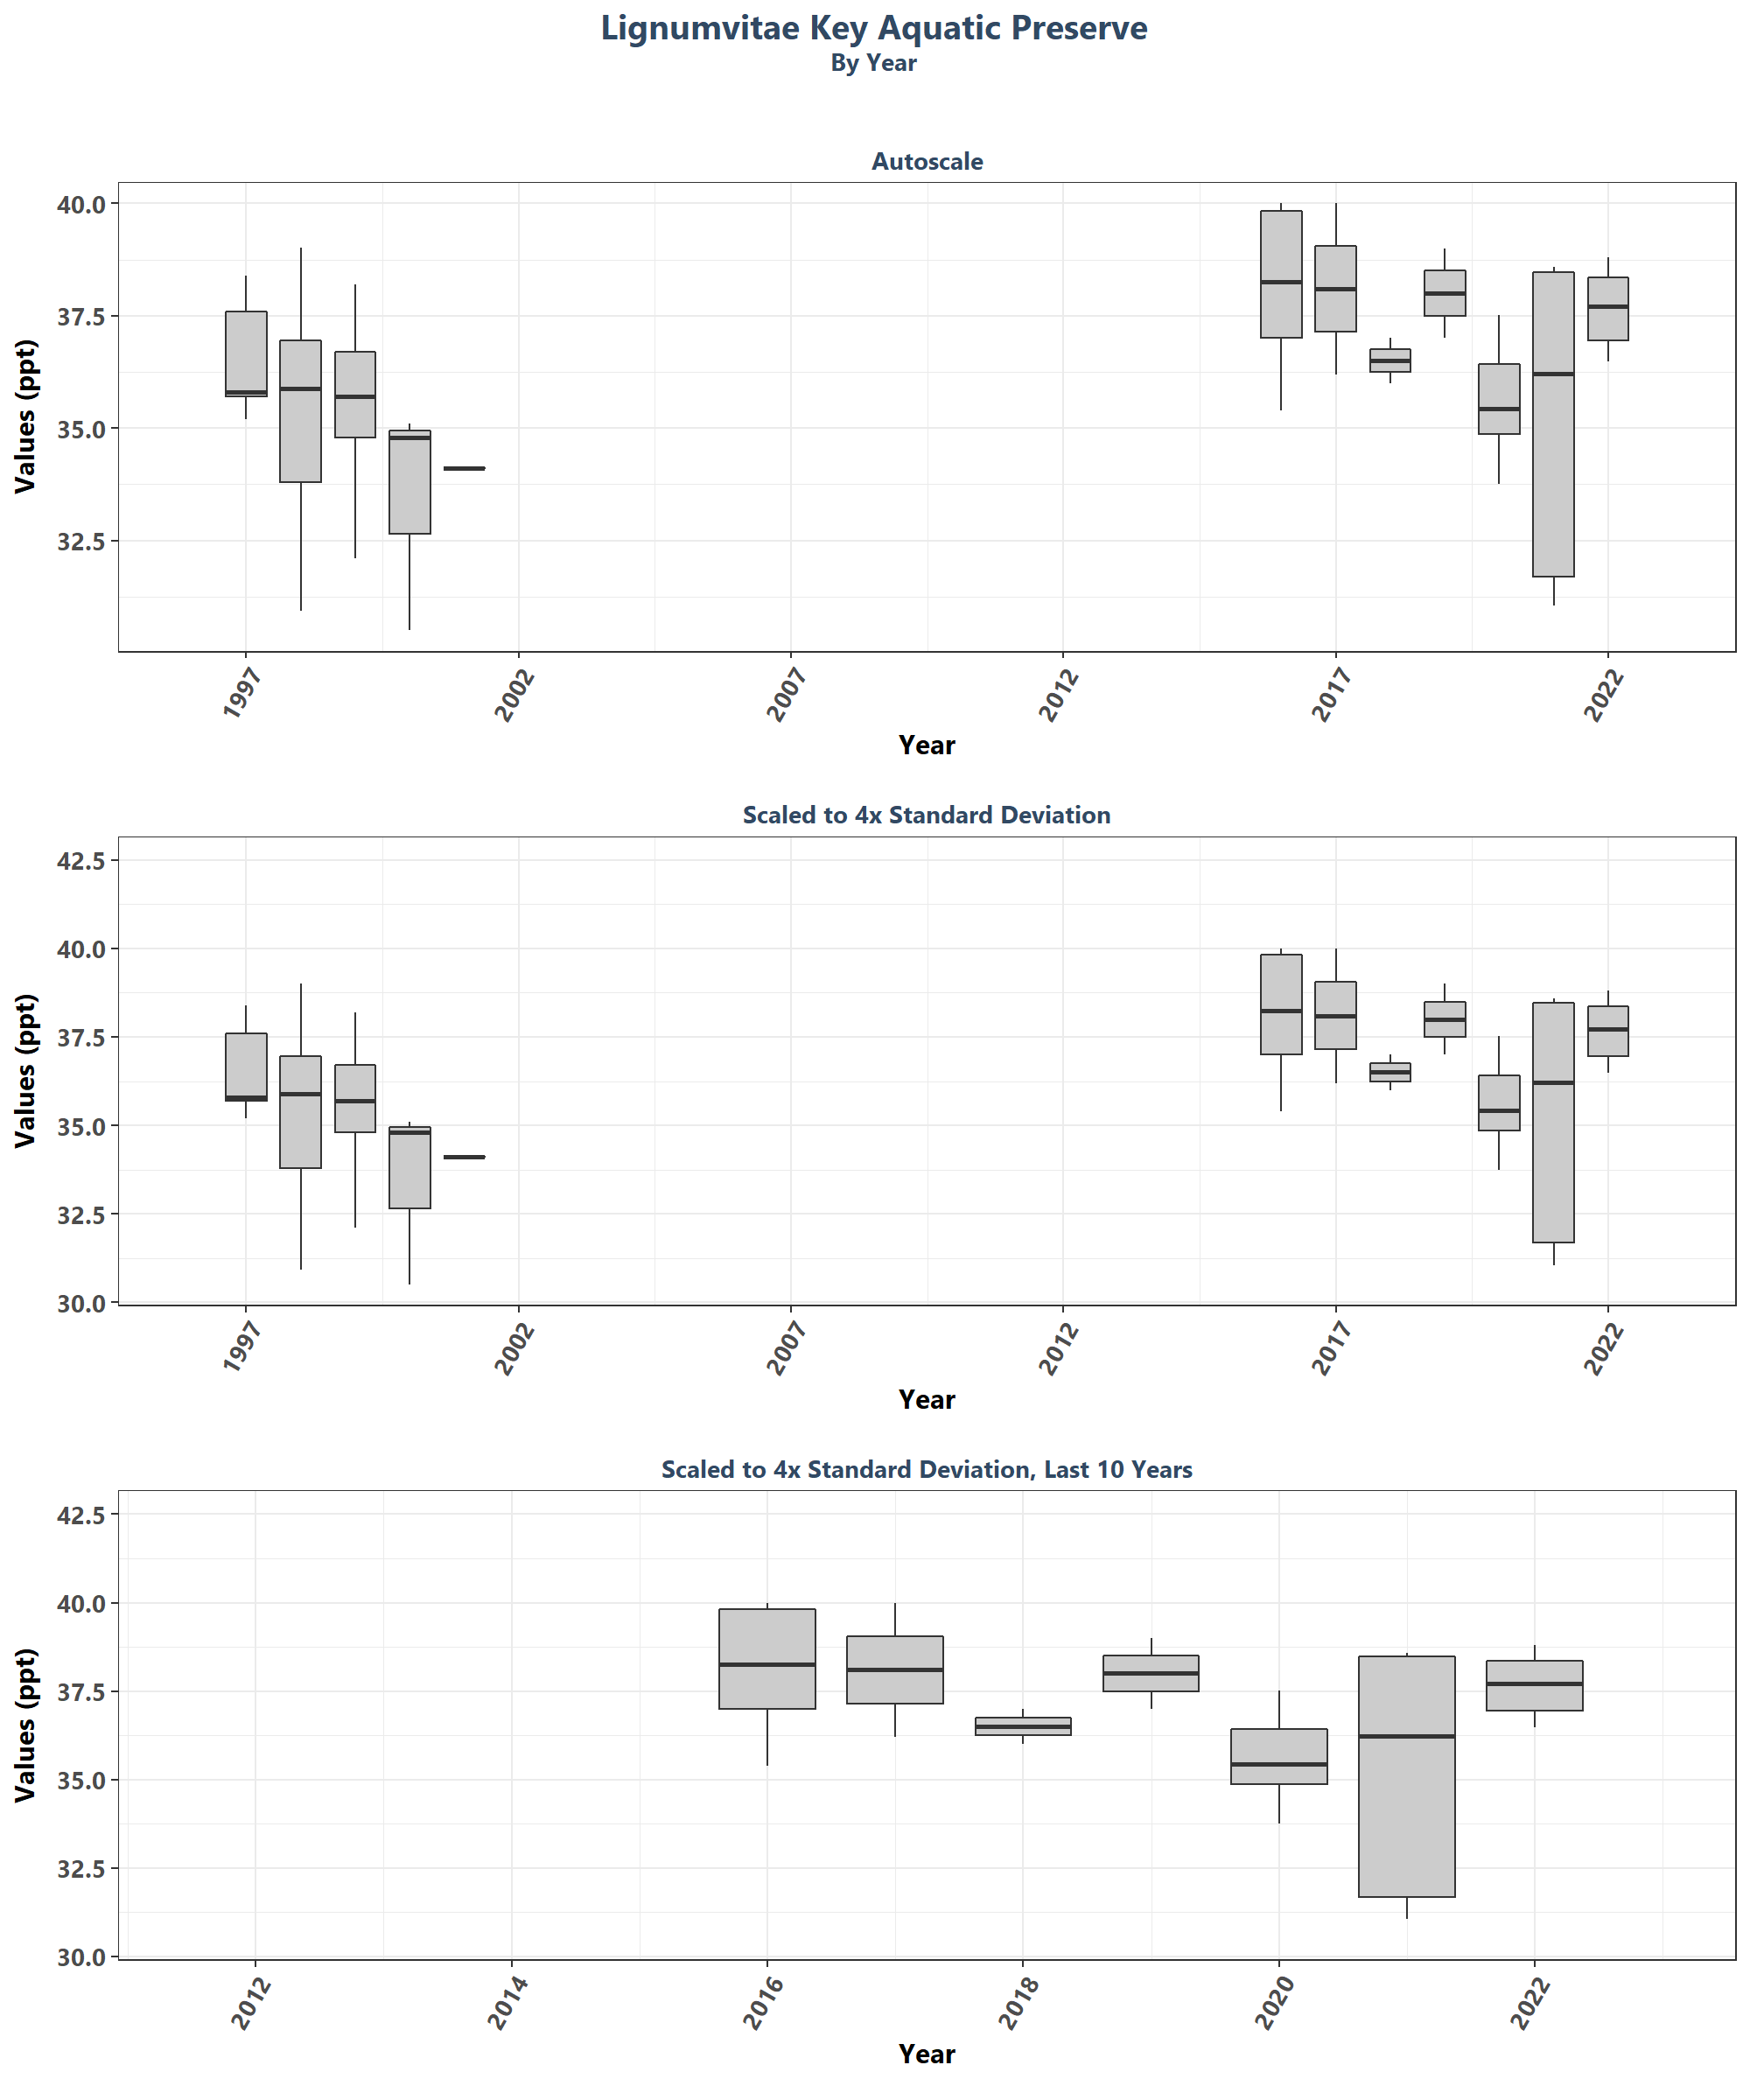 Lignumvitae Key Aquatic Preserve
By Year
Autoscale
40.0
37.5
35.0
32.5
Values (ppt)
1997 2002 2007 2012 2017 2022
Year
Scaled to 4x Standard Deviation
42.5
40.0
37.5
35.0
32.5
30.0
Values (ppt)
1997 2002 2007 2012 2017 2022
Year
Scaled to 4x Standard Deviation, Last 10 Years
42.5
40.0
37.5
35.0
32.5
30.0
Values (ppt)
2012 2014 2016 2018 2020 2022
Year